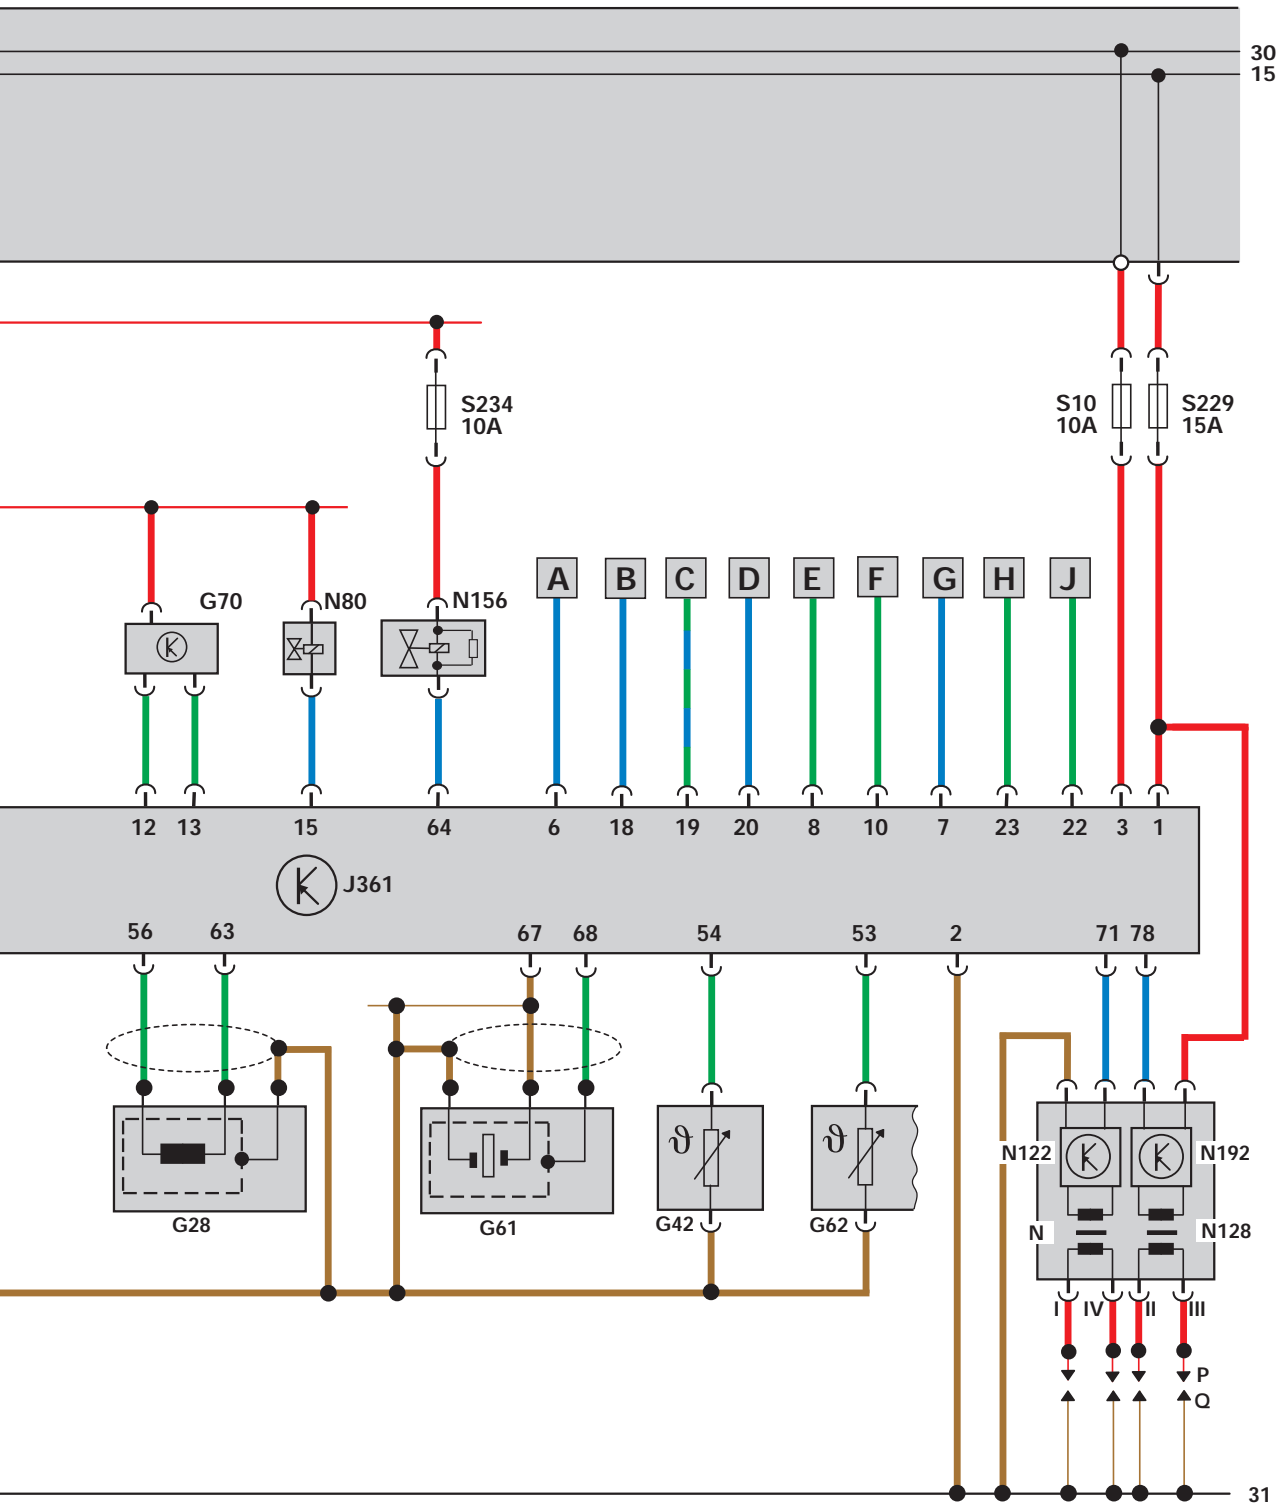 30
15
S234
10A
S10
10A
S229
15A
A B C D E F G H J
G70
N80
N156
12 13 15 64 6 18 19 20 8 10 7 23 22 3 1
J361
56 63 67 68 54 53 2 71 78
ϑ ϑ
N122
N192
G28
G61
G42
G62
N
N128
I IV II III
P
Q
31